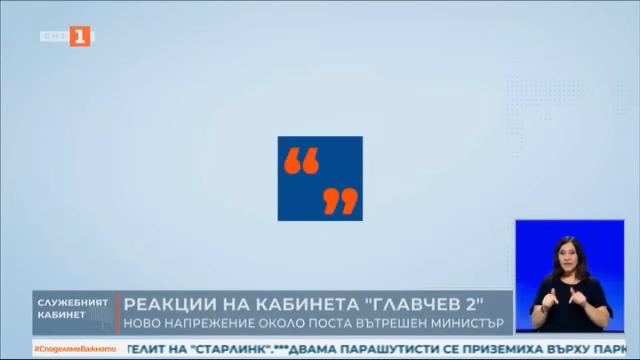 БНТ 1
“ ”
СЛУЖЕБНИЯТ КАБИНЕТ
РЕАКЦИИ НА КАБИНЕТА "ГЛАВЧЕВ 2"
НОВО НАПРЕЖЕНИЕ ОКОЛО ПОСТА ВЪТРЕШЕН МИНИСТЪР
#СподелямеВажното
ТЕЛИТ НА "СТАРЛИНК".***ДВАМА ПАРАШУТИСТИ СЕ ПРИЗЕМИХА ВЪРХУ ПАРК